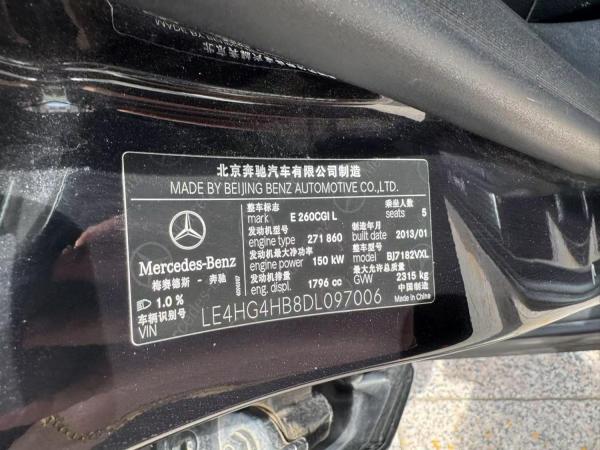 北京奔驰汽车有限公司制造
MADE BY BEIJING BENZ AUTOMOTIVE CO.,LTD.
整车标志 乘坐人数
mark E 260CGI L seats 5
发动机型号 制造年月
engine type 271 860 built date 2013/01
发动机最大净功率 整车型号
engine power 150 kW BJ7182VXL
发动机排量 最大允许总质量
eng. displ. 1796 cc GVW 2315 kg
中国制造
made in China
Mercedes-Benz
梅赛德斯 - 奔驰
1.0 %
车辆识别号
VIN LE4HG4HB8DL097006